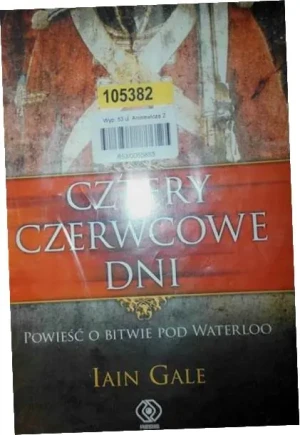 105382
CZTERY
CZERWCOWE
DNI
POWIEŚĆ O BITWIE POD WATERLOO
IAIN GALE